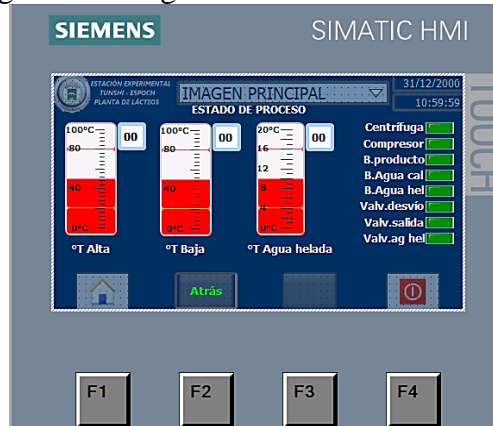 SIEMENS
SIMATIC HMI
TOUCH
ESTACIÓN EXPERIMENTAL
TUNSHI - ESPOCH
PLANTA DE LÁCTEOS
IMAGEN PRINCIPAL
31/12/2000
10:59:59
ESTADO DE PROCESO
100°C
80
40
0°C
00
°T Alta
100°C
80
40
0°C
00
°T Baja
20°C
16
12
8
4
0°C
00
°T Agua helada
Centrífuga
Compresor
B.producto
B.Agua cal
B.Agua hel
Valv.desvío
Valv.salida
Valv.ag hel
Atrás
F1
F2
F3
F4